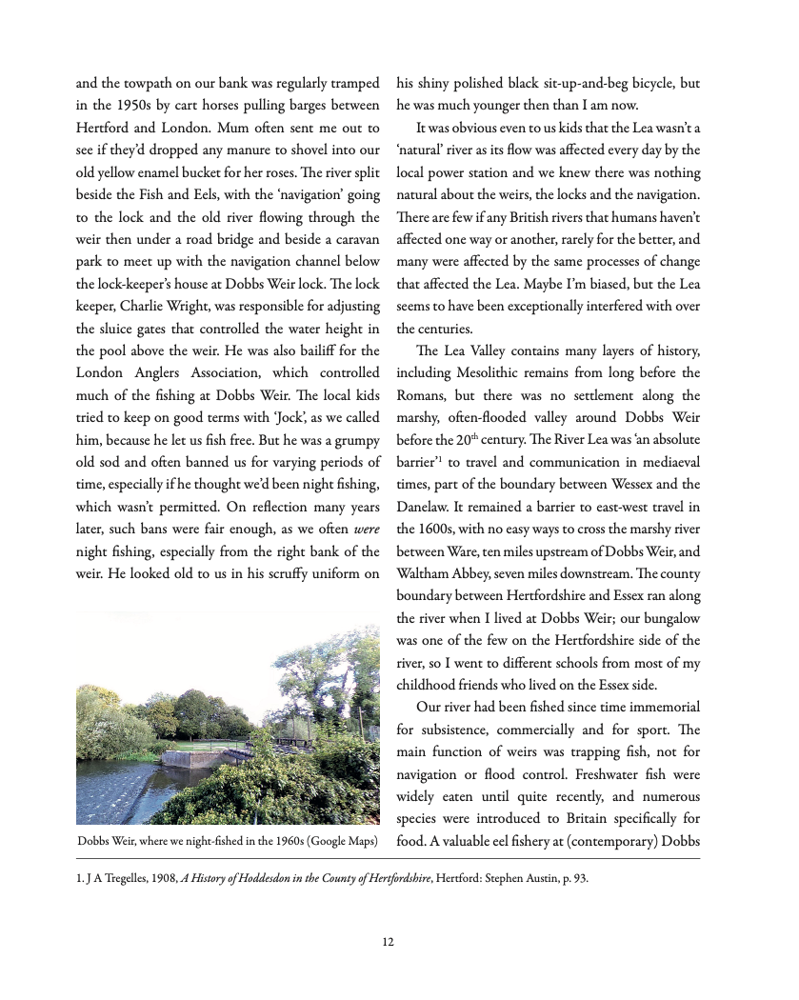 and the towpath on our bank was regularly tramped
in the 1950s by cart horses pulling barges between
Hertford and London. Mum often sent me out to
see if they’d dropped any manure to shovel into our
old yellow enamel bucket for her roses. The river split
beside the Fish and Eels, with the ‘navigation’ going
to the lock and the old river flowing through the
weir then under a road bridge and beside a caravan
park to meet up with the navigation channel below
the lock-keeper’s house at Dobbs Weir lock. The lock
keeper, Charlie Wright, was responsible for adjusting
the sluice gates that controlled the water height in
the pool above the weir. He was also bailiff for the
London Anglers Association, which controlled
much of the fishing at Dobbs Weir. The local kids
tried to keep on good terms with ‘Jock’, as we called
him, because he let us fish free. But he was a grumpy
old sod and often banned us for varying periods of
time, especially if he thought we’d been night fishing,
which wasn’t permitted. On reflection many years
later, such bans were fair enough, as we often were
night fishing, especially from the right bank of the
weir. He looked old to us in his scruffy uniform on
Dobbs Weir, where we night-fished in the 1960s (Google Maps)
his shiny polished black sit-up-and-beg bicycle, but
he was much younger then than I am now.
It was obvious even to us kids that the Lea wasn’t a
‘natural’ river as its flow was affected every day by the
local power station and we knew there was nothing
natural about the weirs, the locks and the navigation.
There are few if any British rivers that humans haven’t
affected one way or another, rarely for the better, and
many were affected by the same processes of change
that affected the Lea. Maybe I’m biased, but the Lea
seems to have been exceptionally interfered with over
the centuries.
The Lea Valley contains many layers of history,
including Mesolithic remains from long before the
Romans, but there was no settlement along the
marshy, often-flooded valley around Dobbs Weir
before the 20th century. The River Lea was ‘an absolute
barrier’1 to travel and communication in mediaeval
times, part of the boundary between Wessex and the
Danelaw. It remained a barrier to east-west travel in
the 1600s, with no easy ways to cross the marshy river
between Ware, ten miles upstream of Dobbs Weir, and
Waltham Abbey, seven miles downstream. The county
boundary between Hertfordshire and Essex ran along
the river when I lived at Dobbs Weir; our bungalow
was one of the few on the Hertfordshire side of the
river, so I went to different schools from most of my
childhood friends who lived on the Essex side.
Our river had been fished since time immemorial
for subsistence, commercially and for sport. The
main function of weirs was trapping fish, not for
navigation or flood control. Freshwater fish were
widely eaten until quite recently, and numerous
species were introduced to Britain specifically for
food. A valuable eel fishery at (contemporary) Dobbs
1. J A Tregelles, 1908, A History of Hoddesdon in the County of Hertfordshire, Hertford: Stephen Austin, p. 93.
12